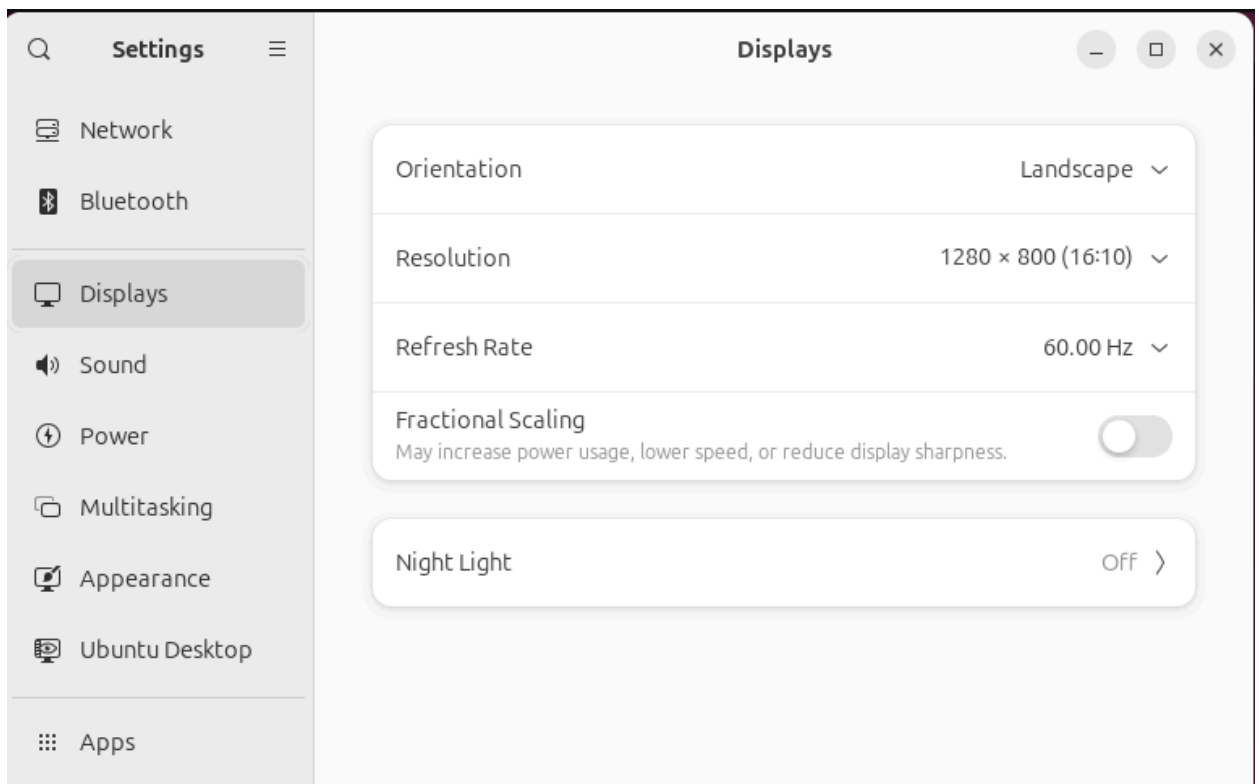 Settings
Displays
Network
Bluetooth
Displays
Sound
Power
Multitasking
Appearance
Ubuntu Desktop
Apps
Orientation
Landscape
Resolution
1280 × 800 (16:10)
Refresh Rate
60.00 Hz
Fractional Scaling
May increase power usage, lower speed, or reduce display sharpness.
Night Light
Off